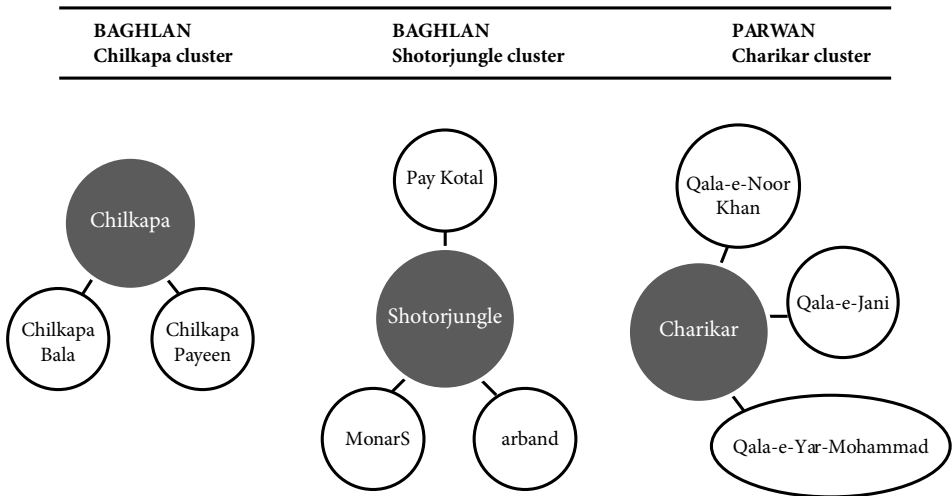 BAGHLAN
Chilkapa cluster
BAGHLAN
Shotorjungle cluster
PARWAN
Charikar cluster
Chilkapa
Chilkapa
Bala
Chilkapa
Payeen
Pay Kotal
Shotorjungle
MonarS
arband
Qala-e-Noor
Khan
Charikar
Qala-e-Jani
Qala-e-Yar-Mohammad